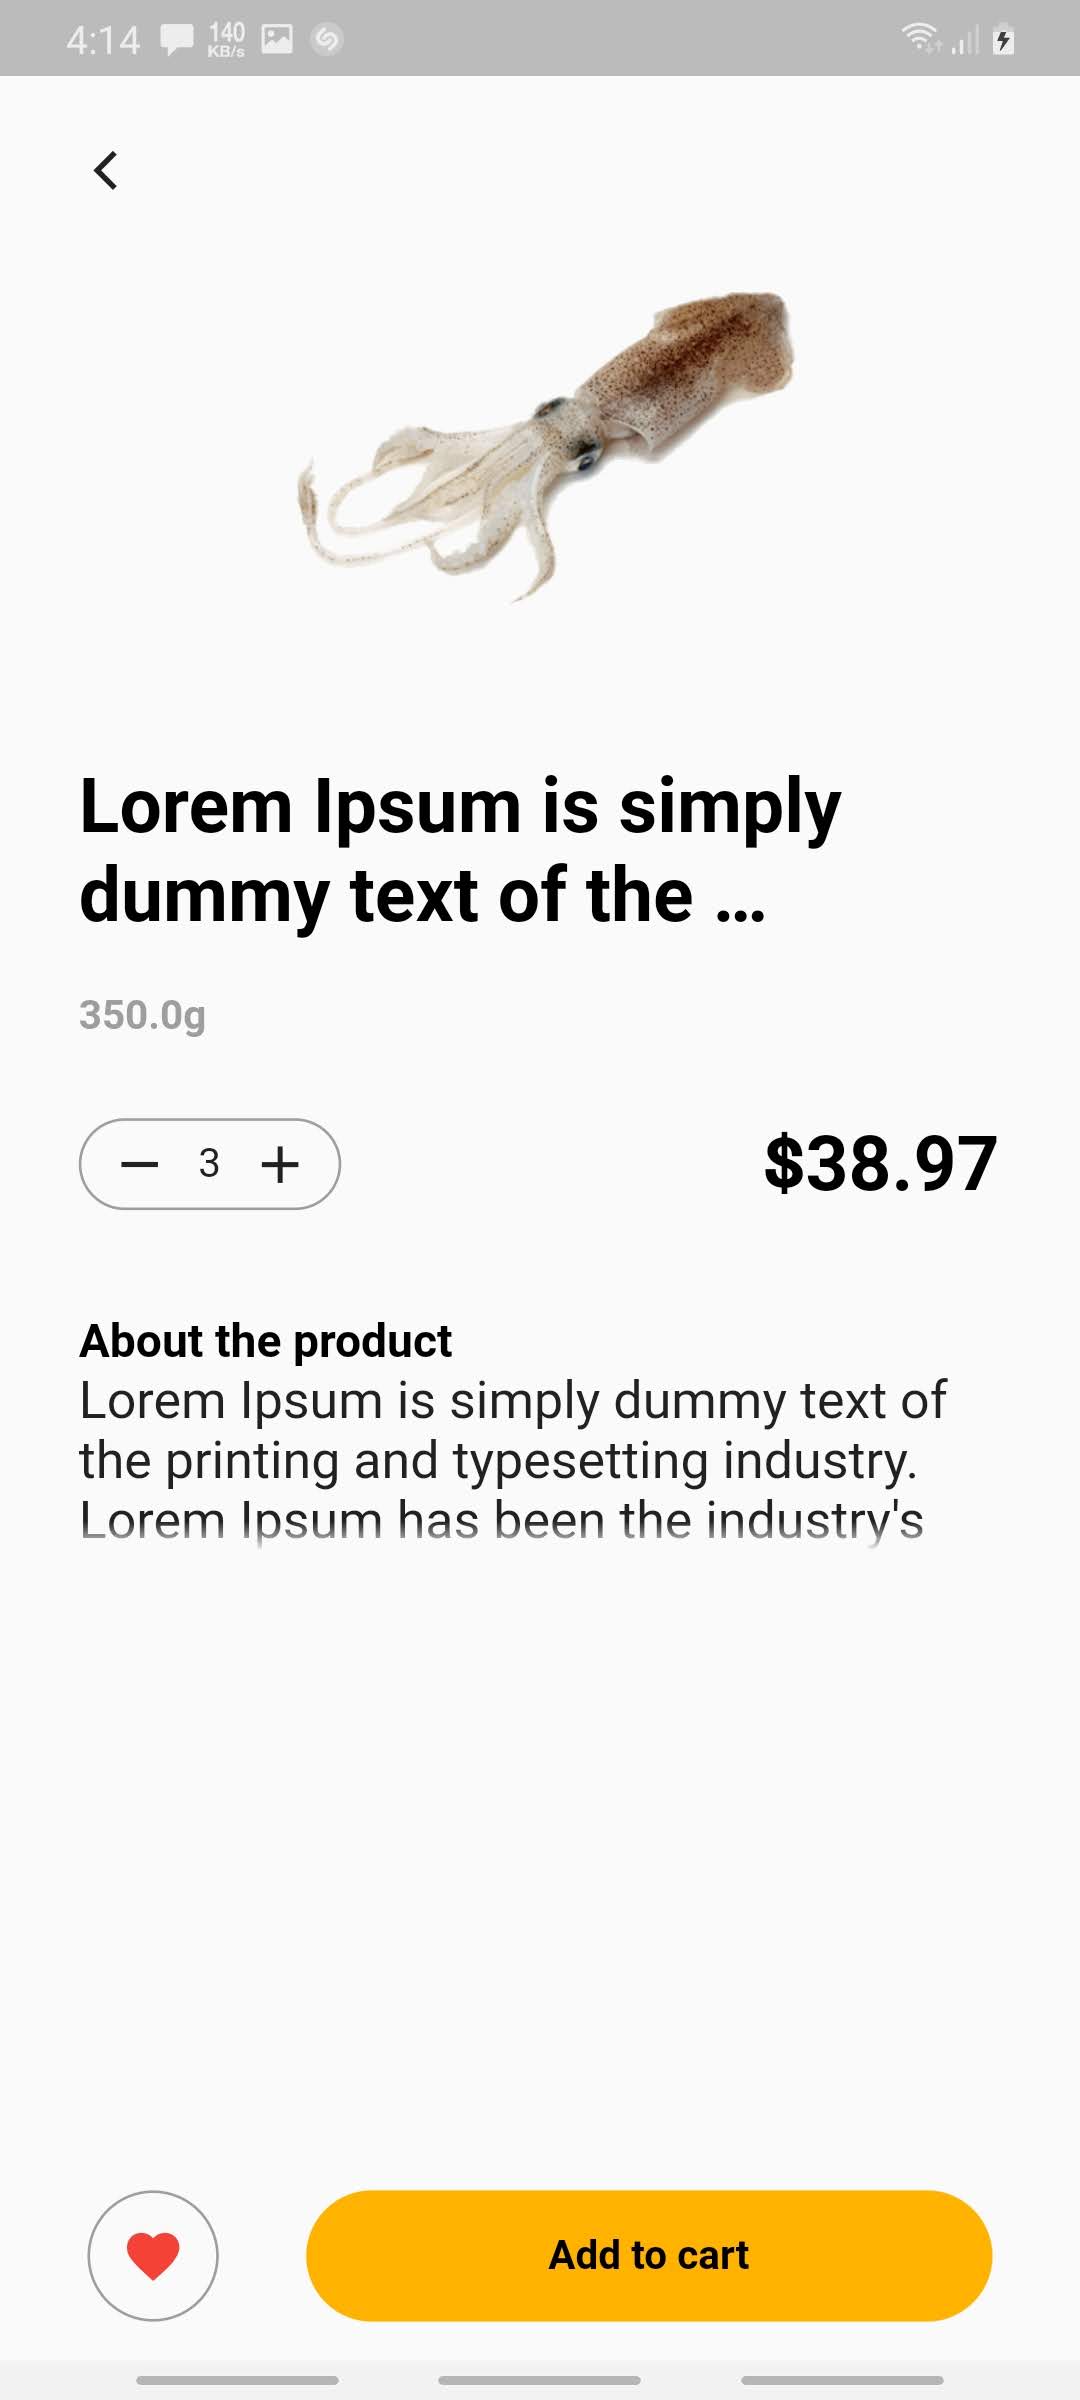 4:14
140
KB/s
Lorem Ipsum is simply
dummy text of the ...
350.0g
3
$38.97
About the product
Lorem Ipsum is simply dummy text of
the printing and typesetting industry.
Lorem Ipsum has been the industry's
Add to cart